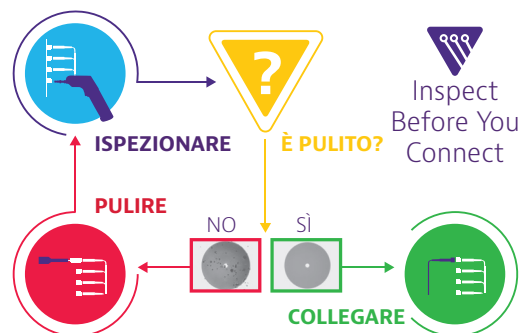 ?
Inspect
Before You
Connect
ISPEZIONARE
È PULITO?
PULIRE
NO
SÌ
COLLEGARE